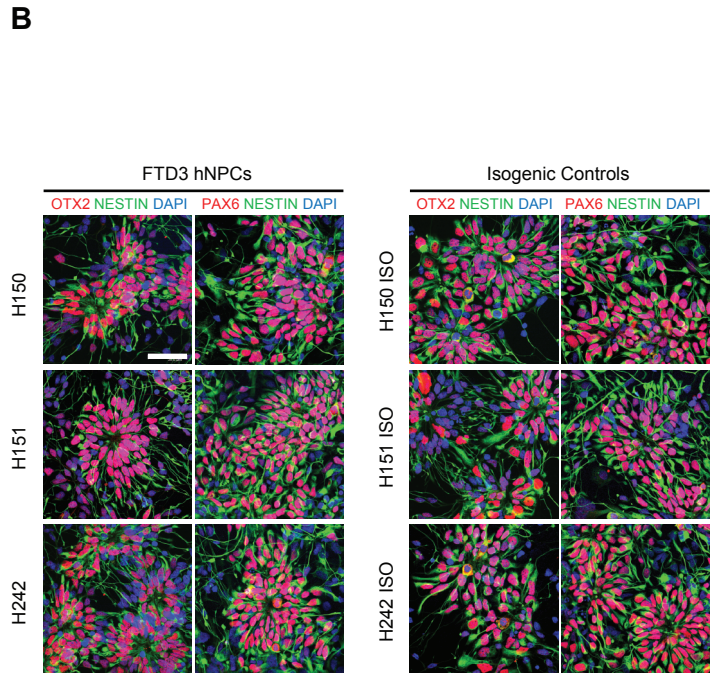 B
FTD3 hNPCs
Isogenic Controls
OTX2 NESTIN DAPI
PAX6 NESTIN DAPI
OTX2 NESTIN DAPI
PAX6 NESTIN DAPI
H150
H150 ISO
H151
H151 ISO
H242
H242 ISO